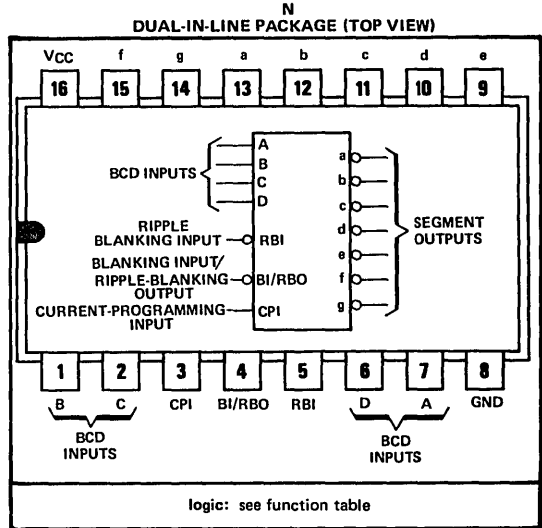 N
DUAL-IN-LINE PACKAGE (TOP VIEW)
VCC f g a b c d e
16 15 14 13 12 11 10 9
BCD INPUTS
A
B
C
D
RIPPLE
BLANKING INPUT
RBI
BLANKING INPUT/
RIPPLE-BLANKING
OUTPUT
BI/RBO
CURRENT-PROGRAMMING
INPUT
CPI
a
b
c
d
e
f
g
SEGMENT
OUTPUTS
1 2 3 4 5 6 7 8
B C CPI BI/RBO RBI D A GND
BCD
INPUTS
BCD
INPUTS
logic: see function table